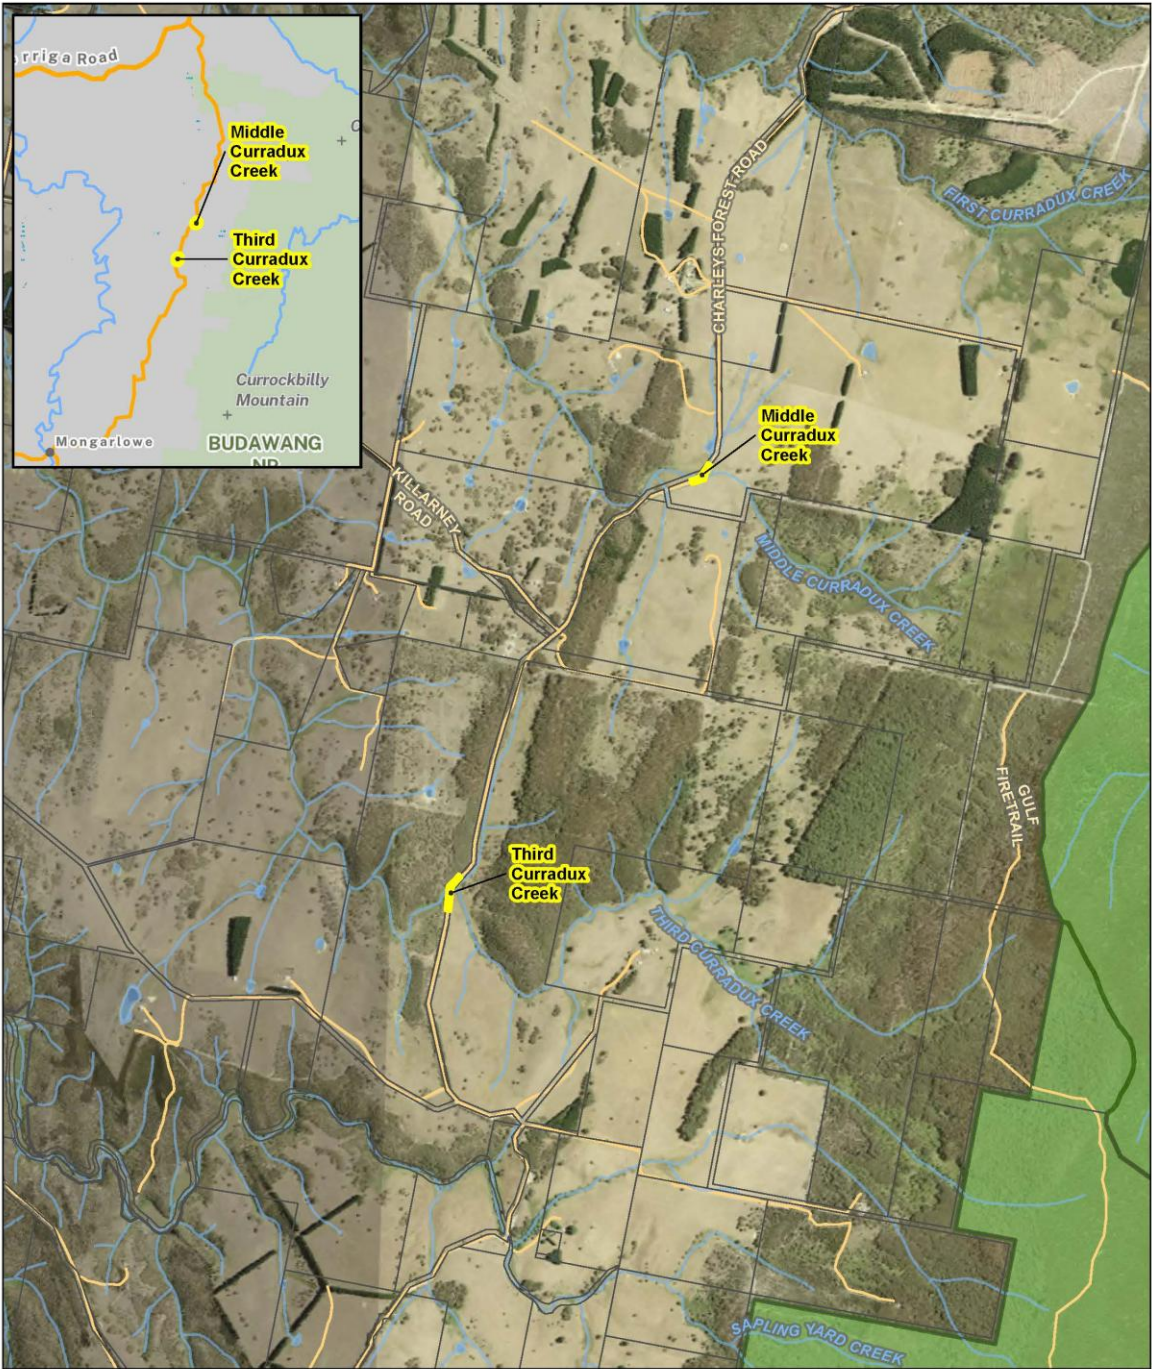 rriga Road
Middle
Curradux
Creek
Third
Curradux
Creek
Currockbilly
Mountain
Mongarlowe
BUDAWANG
NP
CHARLEYS FOREST ROAD
FIRST CURRADUX CREEK
Middle
Curradux
Creek
KILLARNEY
ROAD
MIDDLE CURRADUX CREEK
GULF
FIRETRAIL
Third
Curradux
Creek
THIRD CURRADUX CREEK
SAPLING YARD CREEK